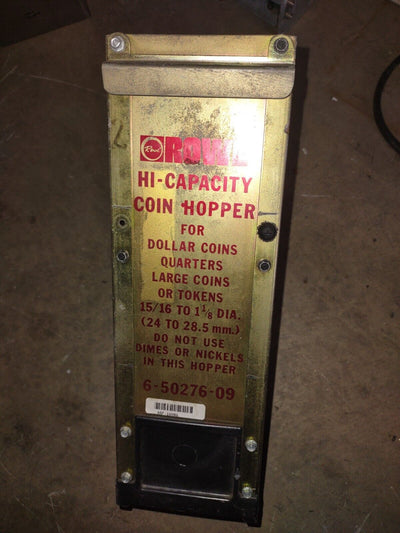 Rowe
ROWE
HI-CAPACITY
COIN HOPPER
FOR
DOLLAR COINS
QUARTERS
LARGE COINS
OR TOKENS
15/16 TO 1 1/8 DIA.
(24 TO 28.5 mm.)
DO NOT USE
DIMES OR NICKELS
IN THIS HOPPER
6-50276-09